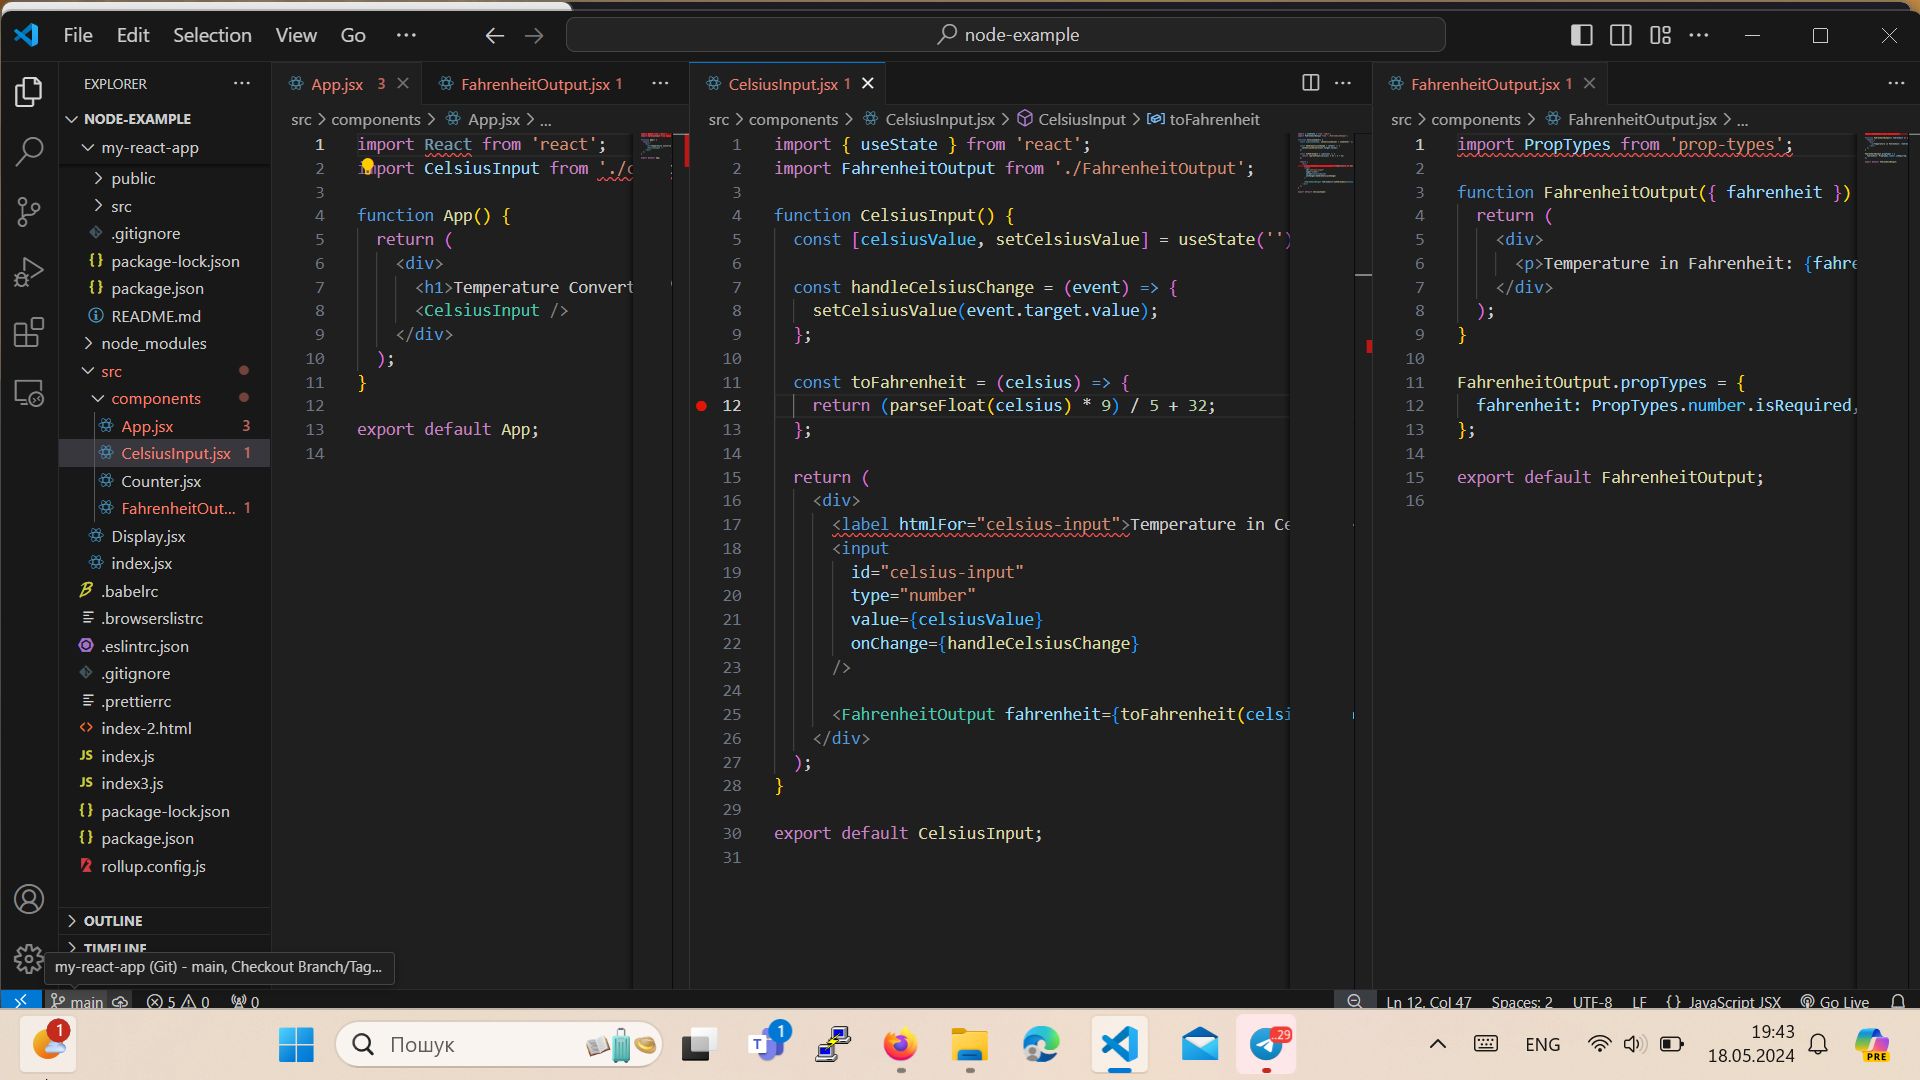 File Edit Selection View Go ··· node-example
EXPLORER ···
NODE-EXAMPLE
my-react-app
public
src
.gitignore
package-lock.json
package.json
README.md
node_modules
src
components
App.jsx 3
CelsiusInput.jsx 1
Counter.jsx
FahrenheitOut... 1
Display.jsx
index.jsx
.babelrc
.browserslistrc
.eslintrc.json
.gitignore
.prettierrc
index-2.html
index.js
index3.js
package-lock.json
package.json
rollup.config.js
OUTLINE
TIMELINE
my-react-app (Git) - main, Checkout Branch/Tag...
App.jsx 3 FahrenheitOutput.jsx 1 ···
src > components > App.jsx > ...
1 import React from 'react';
2 import CelsiusInput from './c
3
4 function App() {
5 return (
6 <div>
7 <h1>Temperature Convert
8 <CelsiusInput />
9 </div>
10 );
11 }
12
13 export default App;
14
CelsiusInput.jsx 1 ···
src > components > CelsiusInput.jsx > CelsiusInput > toFahrenheit
1 import { useState } from 'react';
2 import FahrenheitOutput from './FahrenheitOutput';
3
4 function CelsiusInput() {
5 const [celsiusValue, setCelsiusValue] = useState('')
6
7 const handleCelsiusChange = (event) => {
8 setCelsiusValue(event.target.value);
9 };
10
11 const toFahrenheit = (celsius) => {
12 return (parseFloat(celsius) * 9) / 5 + 32;
13 };
14
15 return (
16 <div>
17 <label htmlFor="celsius-input">Temperature in Ce
18 <input
19 id="celsius-input"
20 type="number"
21 value={celsiusValue}
22 onChange={handleCelsiusChange}
23 />
24
25 <FahrenheitOutput fahrenheit={toFahrenheit(celsi
26 </div>
27 );
28 }
29
30 export default CelsiusInput;
31
FahrenheitOutput.jsx 1 ···
src > components > FahrenheitOutput.jsx > ...
1 import PropTypes from 'prop-types';
2
3 function FahrenheitOutput({ fahrenheit })
4 return (
5 <div>
6 <p>Temperature in Fahrenheit: {fahre
7 </div>
8 );
9 }
10
11 FahrenheitOutput.propTypes = {
12 fahrenheit: PropTypes.number.isRequired,
13 };
14
15 export default FahrenheitOutput;
16
main 5 0 0 Ln 12, Col 47 Spaces: 2 UTF-8 LF {} JavaScript JSX Go Live
1 Пошук T 1 ..29 ENG 19:43 PRE
18.05.2024